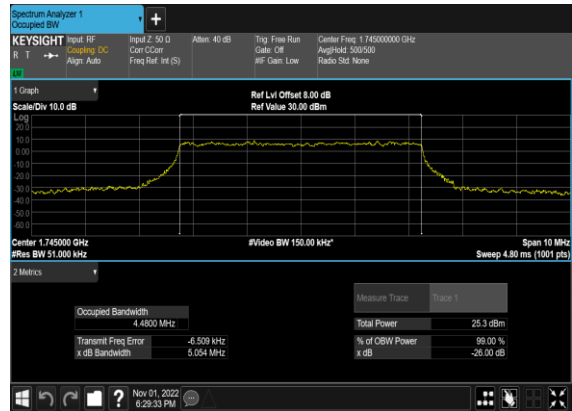 Spectrum Analyzer 1
Occupied BW
+
KEYSIGHT Input: RF Input Z: 50 Ω Atten: 40 dB Trig: Free Run Center Freq: 1.745000000 GHz
R T Coupling: DC Corr CCorr Gate: Off Avg|Hold: 500/500
Align: Auto Freq Ref: Int (S) #IF Gain: Low Radio Std: None
1 Graph
Ref Lvl Offset 8.00 dB
Scale/Div 10.0 dB Ref Value 30.00 dBm
Log
20.0
10.0
0.00
-10.0
-20.0
-30.0
-40.0
-50.0
-60.0
Center 1.745000 GHz #Video BW 150.00 kHz* Span 10 MHz
#Res BW 51.000 kHz Sweep 4.80 ms (1001 pts)
2 Metrics
Measure Trace Trace 1
Occupied Bandwidth
4.4800 MHz
Total Power 25.3 dBm
Transmit Freq Error -6.509 kHz % of OBW Power 99.00 %
x dB Bandwidth 5.054 MHz x dB -26.00 dB
? Nov 01, 2022
6:29:33 PM